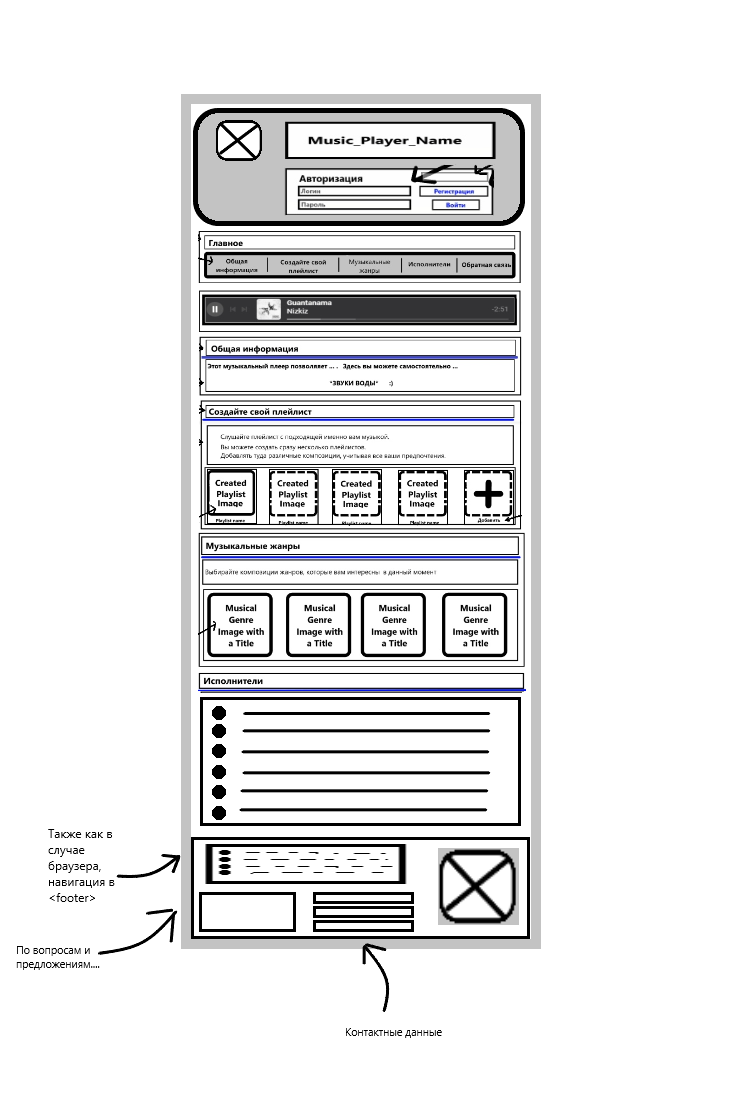 Music_Player_Name
Авторизация
Логин
Регистрация
Пароль
Войти
Главное
Общая информация
Создайте свой плейлист
Музыкальные жанры
Исполнители
Обратная связь
Guantanama
Nizkiz
-2:51
Общая информация
Этот музыкальный плеер позволяет ... . Здесь вы можете самостоятельно ...
"ЗВУКИ ВОДЫ" :)
Создайте свой плейлист
Слушайте плейлист с подходящей именно вам музыкой.
Вы можете создать сразу несколько плейлистов.
Добавлять туда различные композиции, учитывая все ваши предпочтения.
Created Playlist Image
Created Playlist Image
Created Playlist Image
Created Playlist Image
Playlist name
Playlist name
Playlist name
Playlist name
Добавить
Музыкальные жанры
Выбирайте композиции жанров, которые вам интересны в данный момент
Musical Genre Image with a Title
Musical Genre Image with a Title
Musical Genre Image with a Title
Musical Genre Image with a Title
Исполнители
Также как в
случае
браузера,
навигация в
<footer>
По вопросам и
предложениям....
Контактные данные